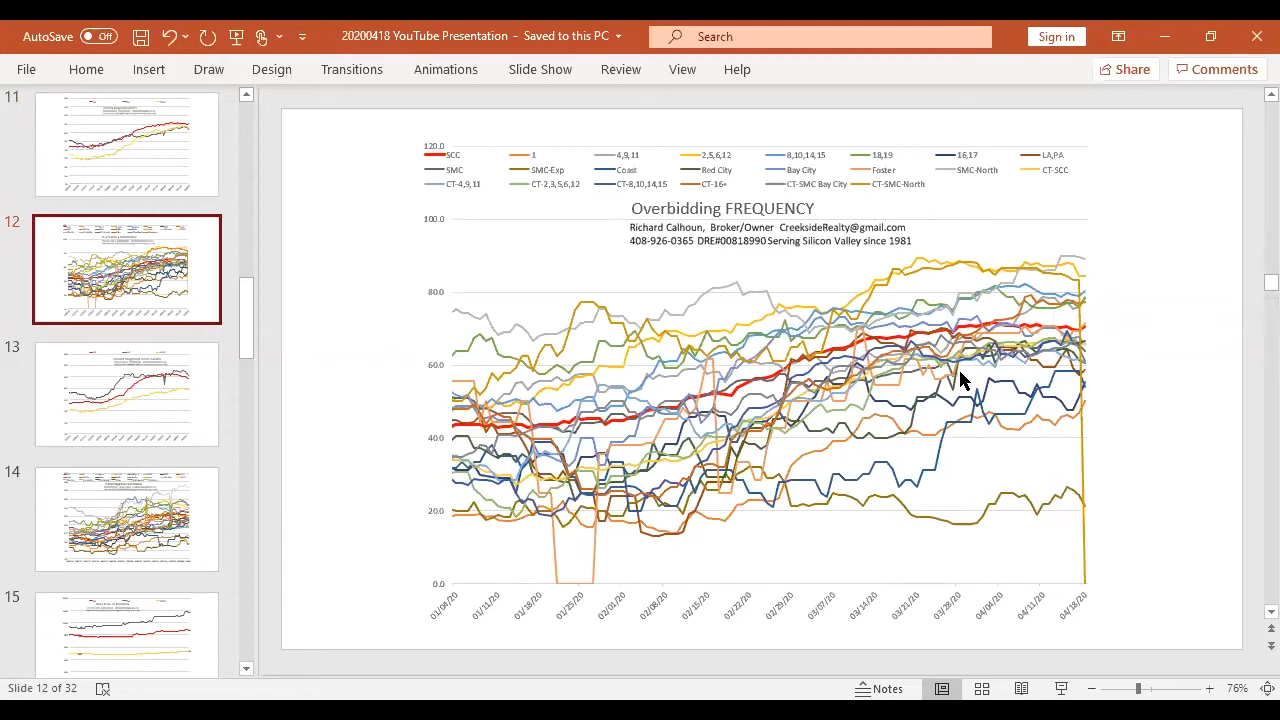 AutoSave Off 20200418 YouTube Presentation - Saved to this PC Search Sign in
File Home Insert Draw Design Transitions Animations Slide Show Review View Help Share Comments
11
12
13
14
15
120.0
SCC 1 4,9,11 2,5,6,12 8,10,14,15 18,19 16,17 LA,PA
SMC SMC-Exp Coast Red City Bay City Foster SMC-North CT-SCC
CT-4,9,11 CT-2,3,5,6,12 CT-8,10,14,15 CT-16+ CT-SMC Bay City CT-SMC-North
Overbidding FREQUENCY
100.0
Richard Calhoun, Broker/Owner CreeksideRealty@gmail.com
408-926-0365 DRE#00818990 Serving Silicon Valley since 1981
80.0
60.0
40.0
20.0
0.0
01/04/20 01/11/20 01/18/20 01/25/20 02/01/20 02/08/20 02/15/20 02/22/20 02/29/20 03/07/20 03/14/20 03/21/20 03/28/20 04/04/20 04/11/20 04/18/20
Slide 12 of 32 Notes 76%